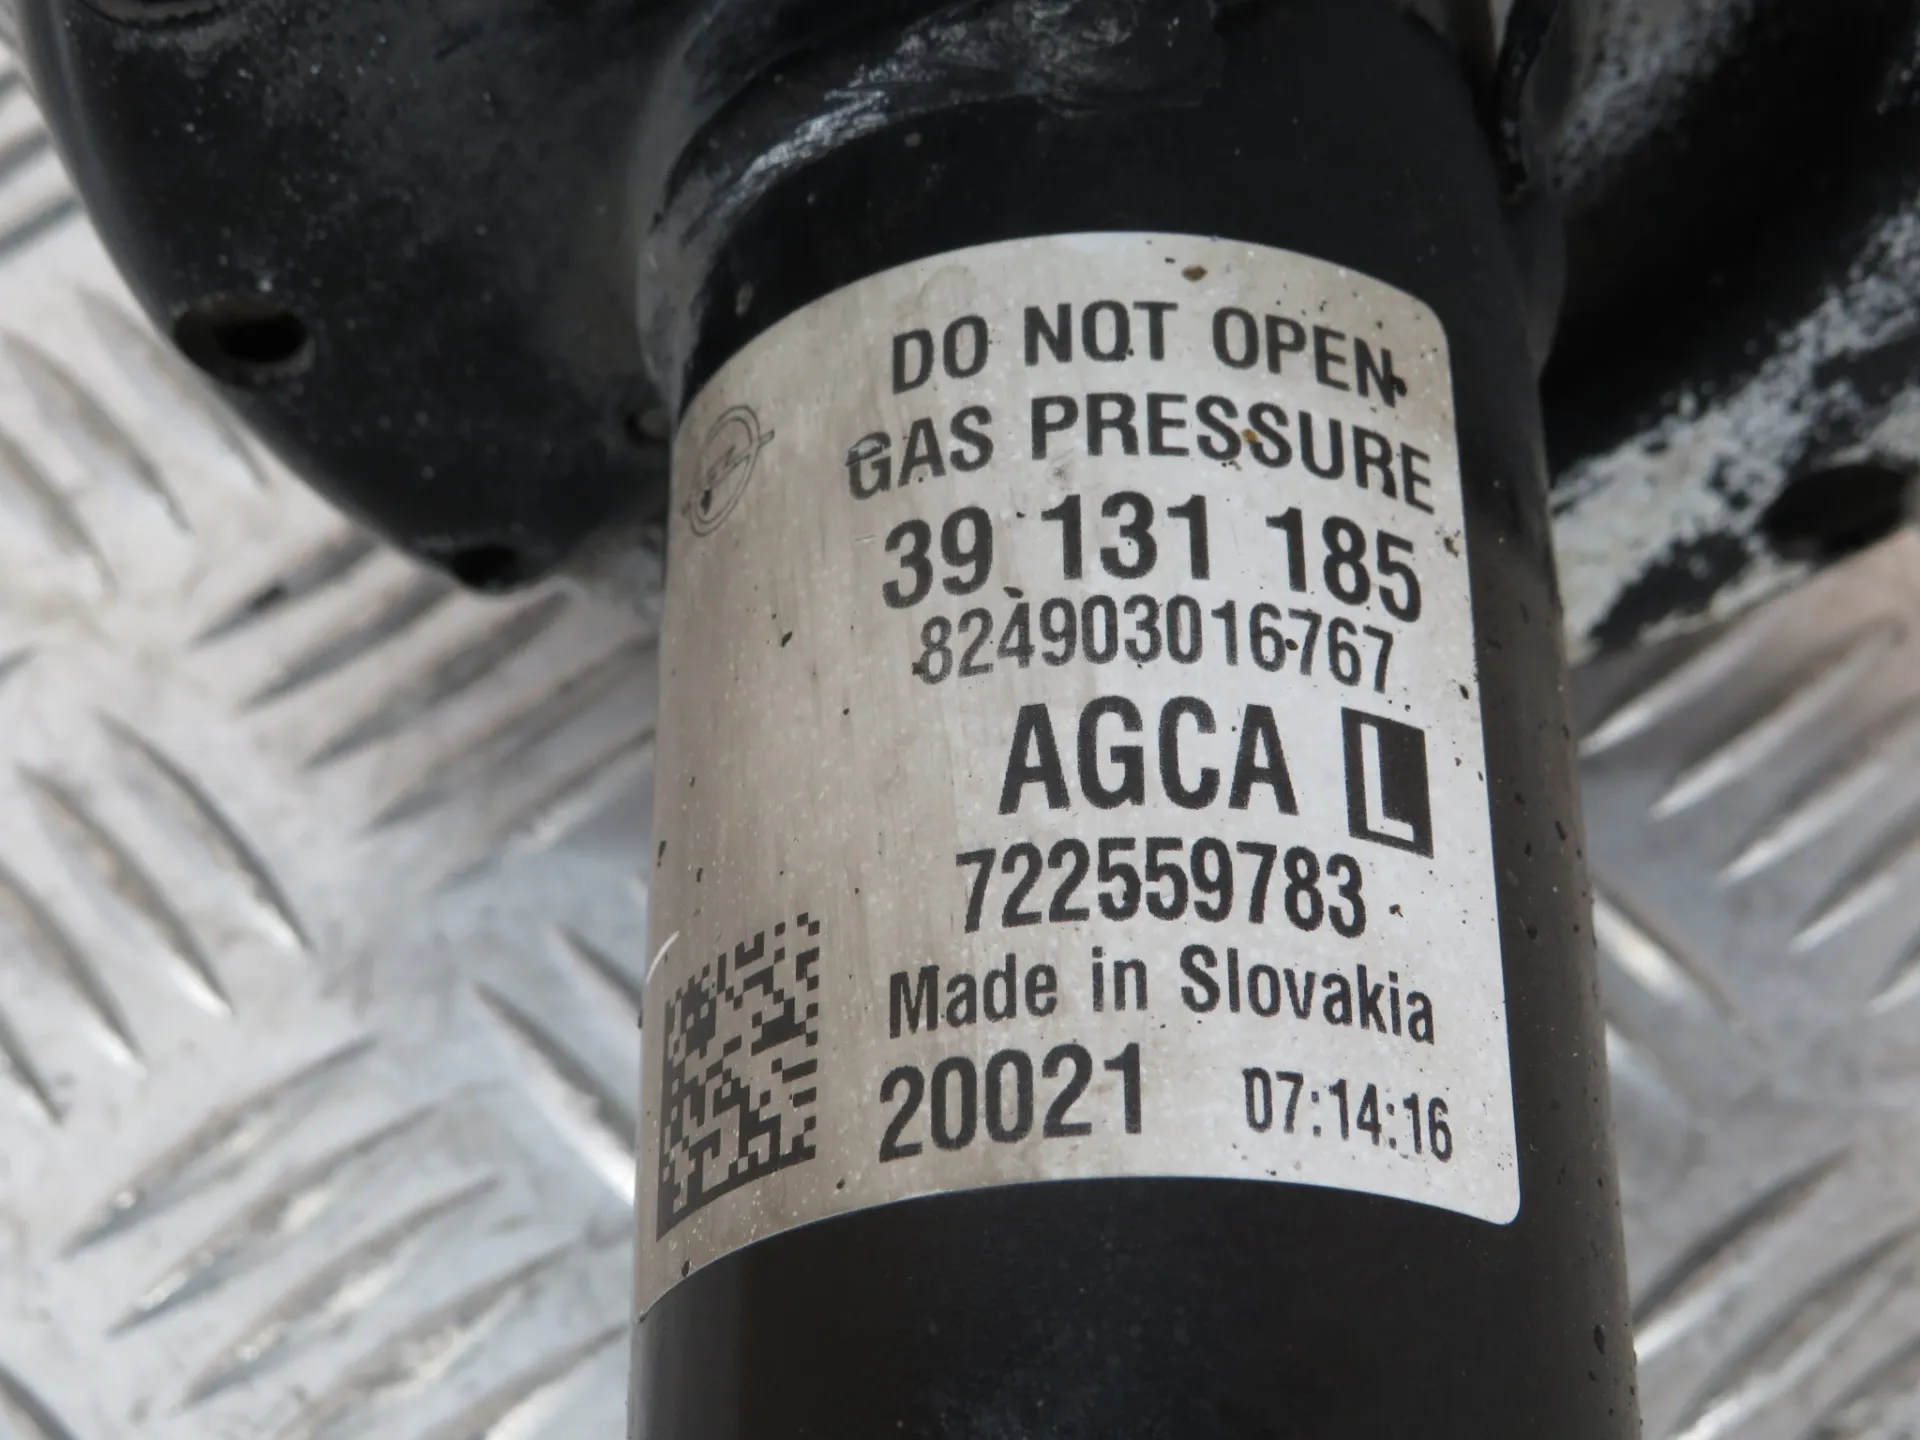 DO NOT OPEN
GAS PRESSURE
39 131 185
824903016767
AGCA L
722559783
Made in Slovakia
20021 07:14:16